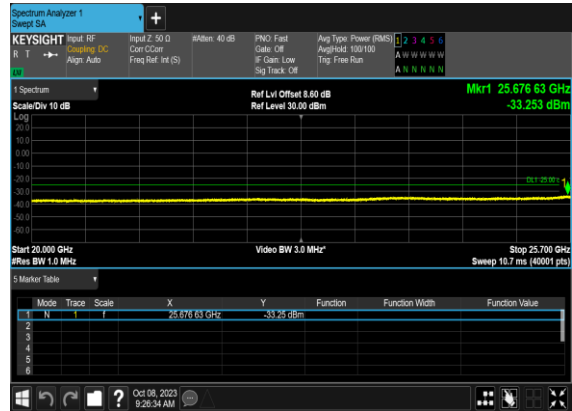 Spectrum Analyzer 1
Swept SA
+
KEYSIGHT Input: RF Input Z: 50 Ω #Atten: 40 dB PNO: Fast Avg Type: Power (RMS) 1 2 3 4 5 6
R T Coupling: DC Corr CCorr Gate: Off Avg|Hold: 100/100 A W W W W W
Align: Auto Freq Ref: Int (S) IF Gain: Low Trig: Free Run
Sig Track: Off A N N N N N
1 Spectrum Ref Lvl Offset 8.60 dB Mkr1 25.676 63 GHz
Scale/Div 10 dB Ref Level 30.00 dBm -33.253 dBm
Log
20.0
10.0
0.00
-10.0
-20.0
DL1 -25.00
1
-30.0
-40.0
-50.0
-60.0
Start 20.000 GHz Video BW 3.0 MHz* Stop 25.700 GHz
#Res BW 1.0 MHz Sweep 10.7 ms (40001 pts)
5 Marker Table
Mode Trace Scale X Y Function Function Width Function Value
1 N 1 f 25.676 63 GHz -33.25 dBm
2
3
4
5
6
? Oct 08, 2023
9:26:34 AM